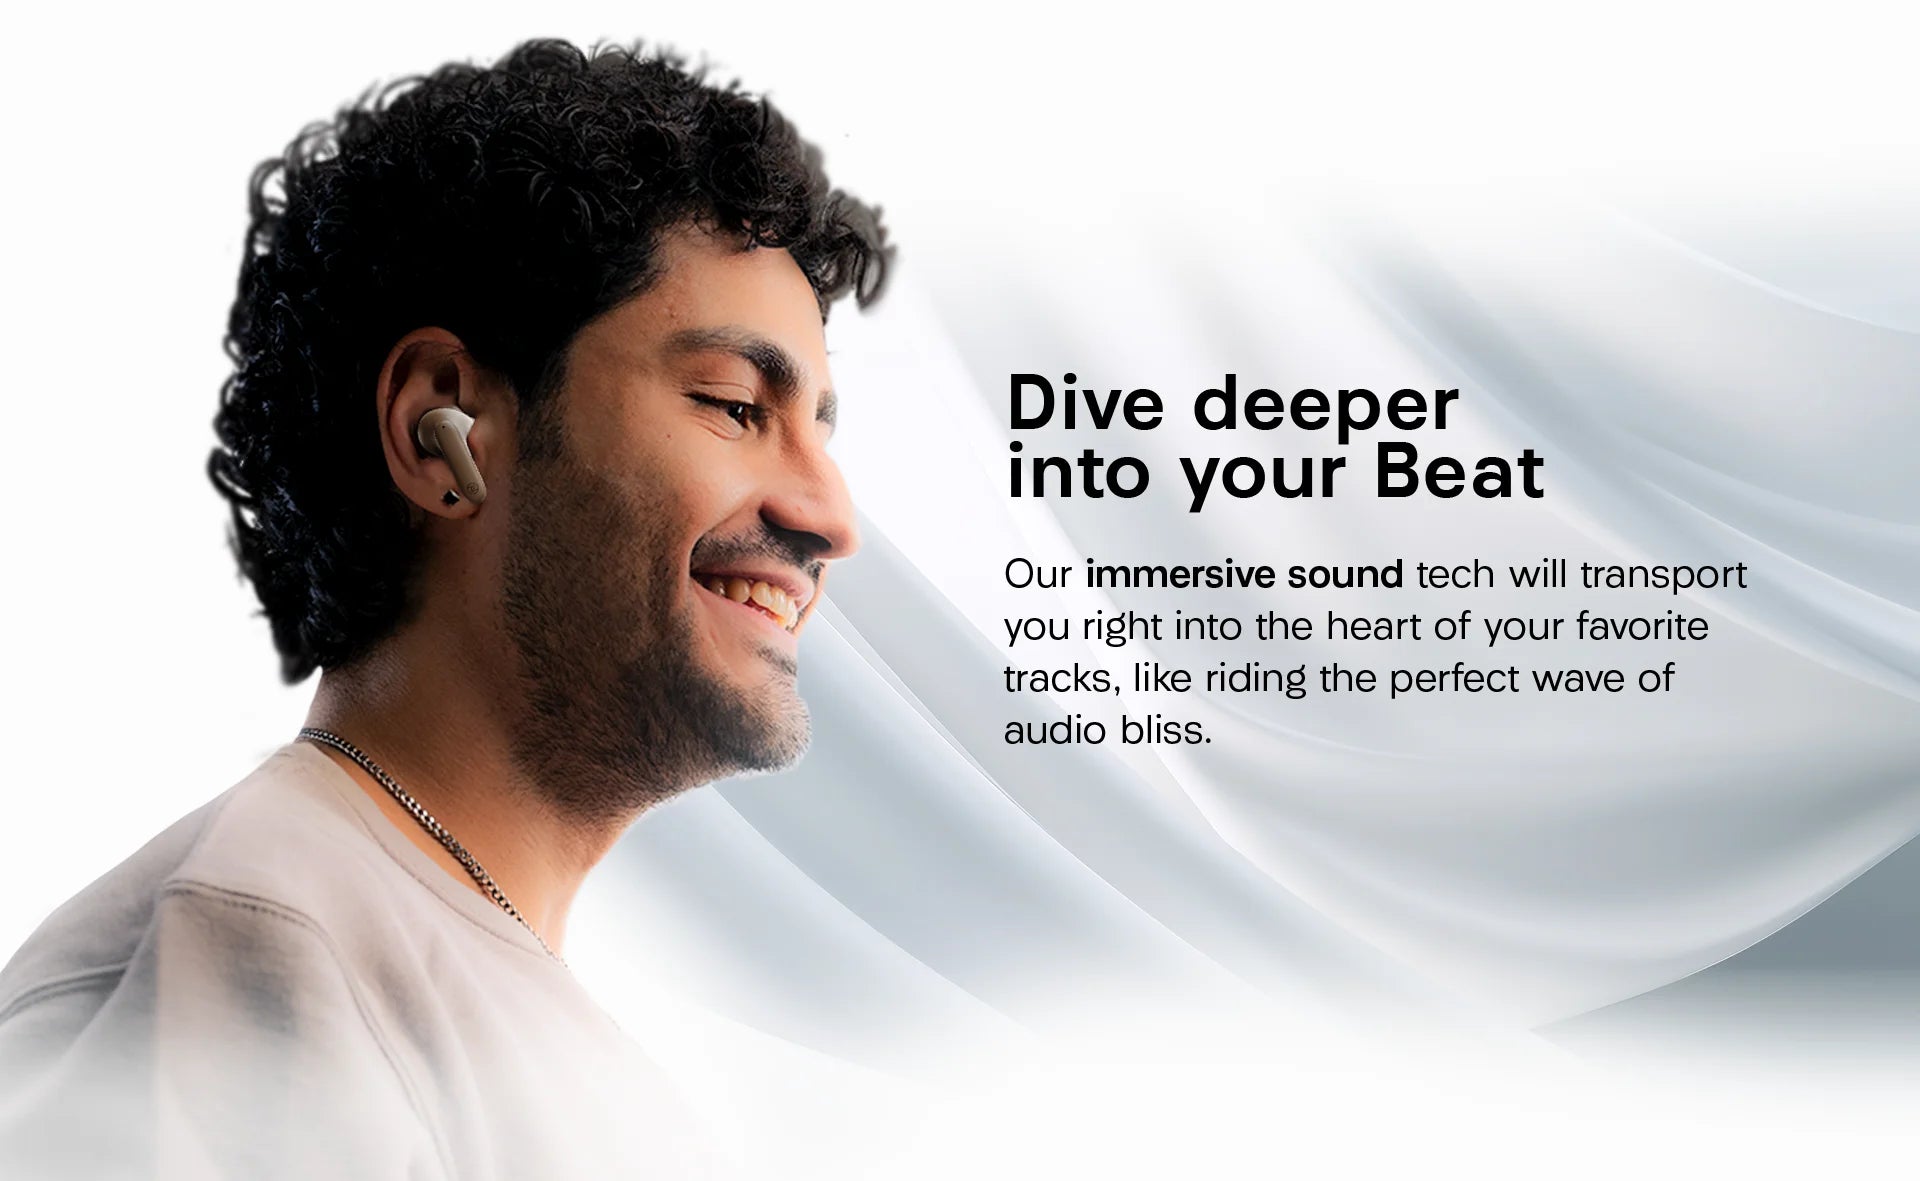 Dive deeper
into your Beat
Our immersive sound tech will transport
you right into the heart of your favorite
tracks, like riding the perfect wave of
audio bliss.